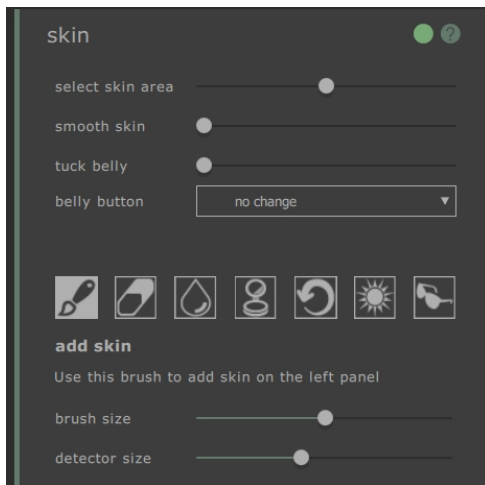 skin
?
select skin area
smooth skin
tuck belly
belly button
no change
add skin
Use this brush to add skin on the left panel
brush size
detector size